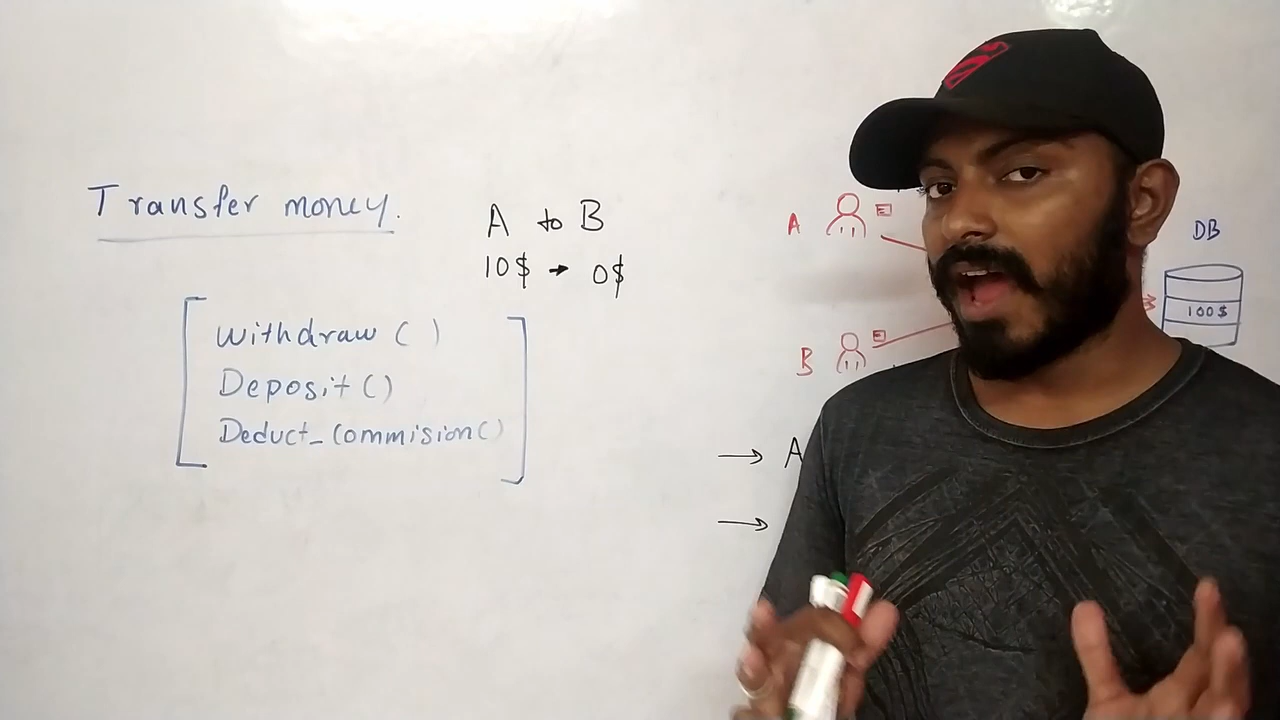 Transfer money.
A to B
10$ → 0$
Withdraw ( )
Deposit ()
Deduct_Commision()
A
B
DB
100$
→ A
→